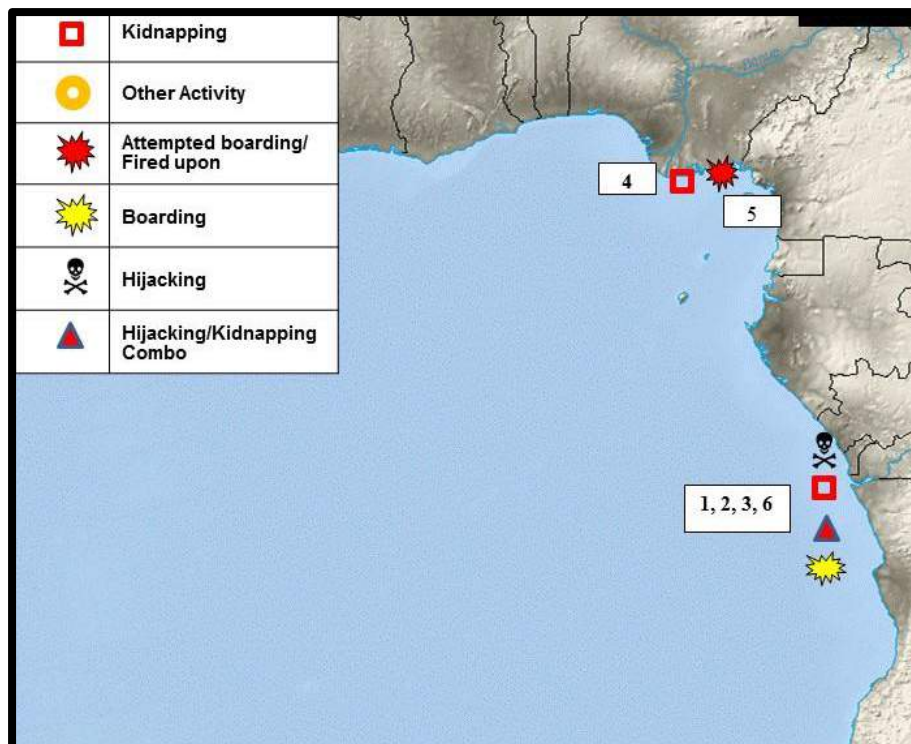 Kidnapping
Other Activity
Attempted boarding/
Fired upon
Boarding
Hijacking
Hijacking/Kidnapping
Combo
4
5
1, 2, 3, 6